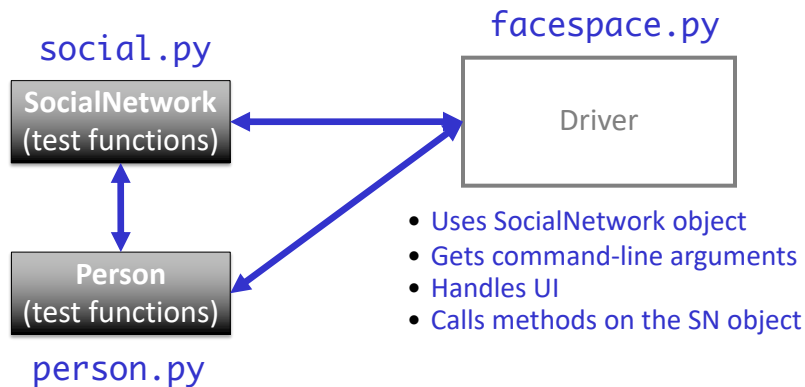 social.py
SocialNetwork
(test functions)
Person
(test functions)
person.py
facespace.py
Driver
• Uses SocialNetwork object
• Gets command-line arguments
• Handles UI
• Calls methods on the SN object